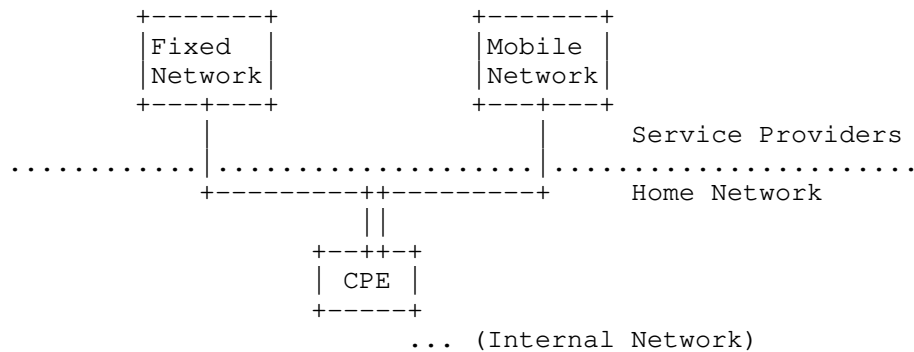 +-------+ +-------+
|Fixed | |Mobile |
|Network| |Network|
+---+---+ +---+---+
| | Service Providers
............|....................|.......................
+----------++----------+ Home Network
||
+--++-+
| CPE |
+-----+
... (Internal Network)